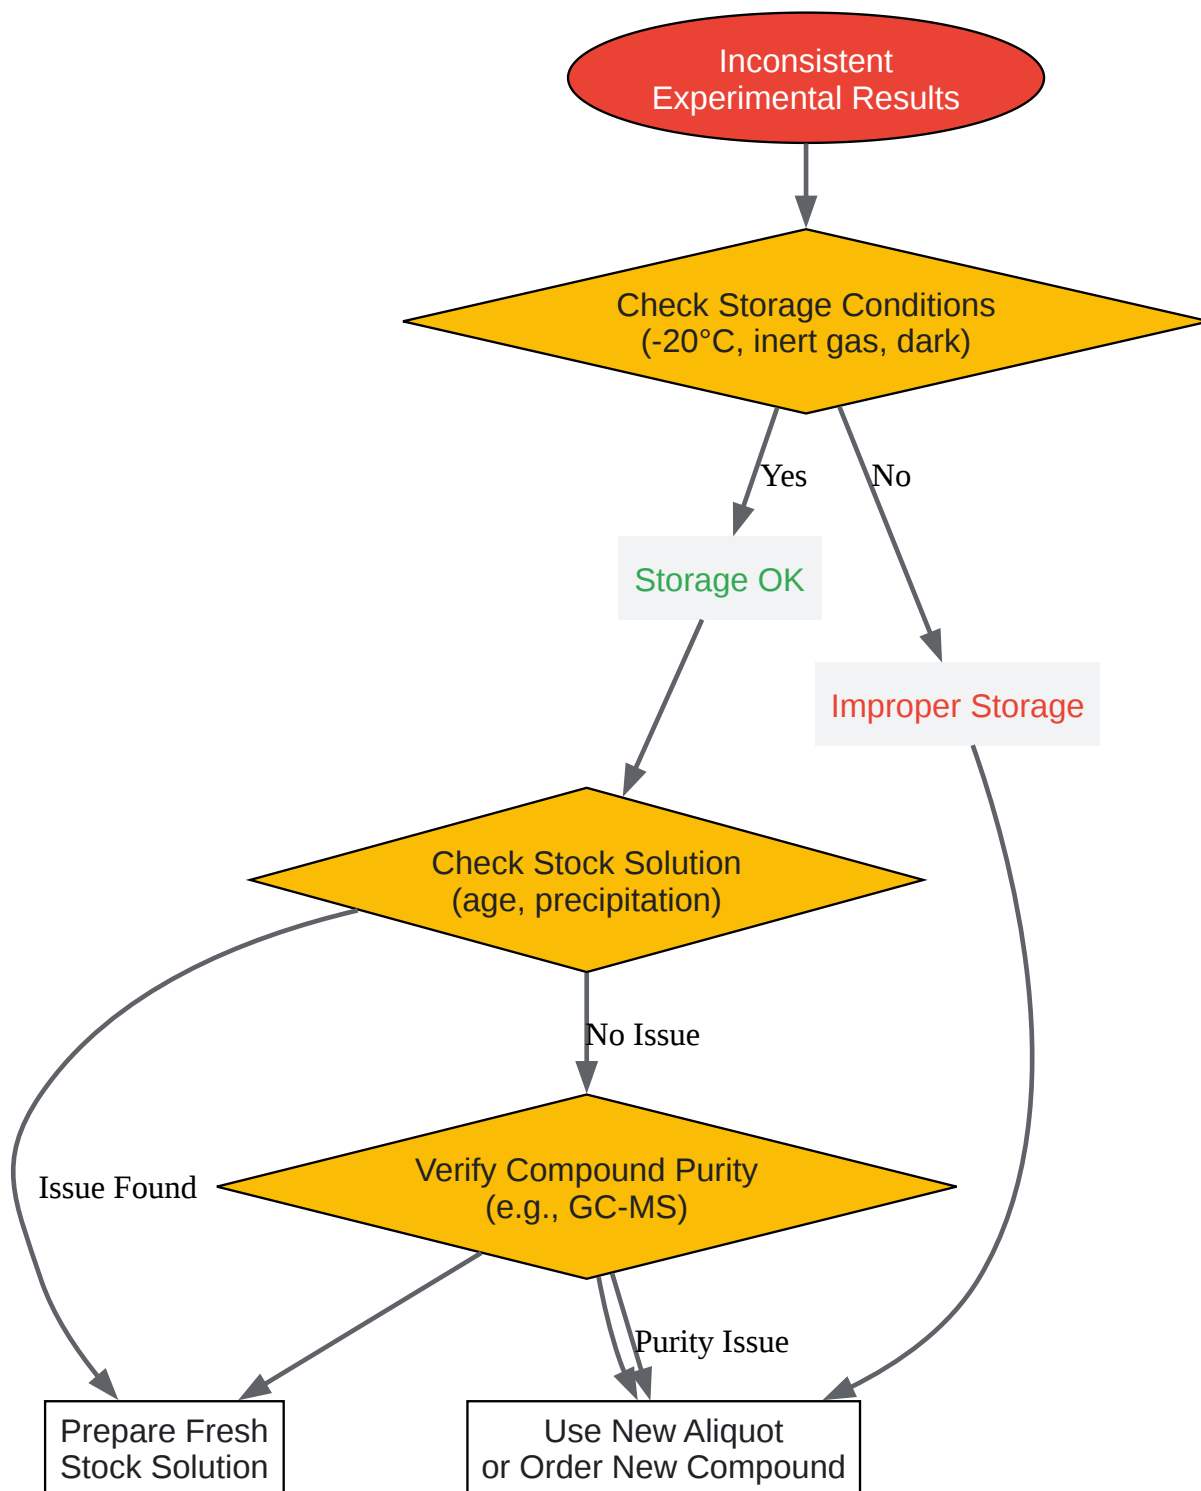 Inconsistent
Experimental Results
Check Storage Conditions
(-20°C, inert gas, dark)
Yes
No
Storage OK
Improper Storage
Check Stock Solution
(age, precipitation)
No Issue
Verify Compound Purity
(e.g., GC-MS)
Issue Found
Purity Issue
Prepare Fresh
Stock Solution
Use New Aliquot
or Order New Compound